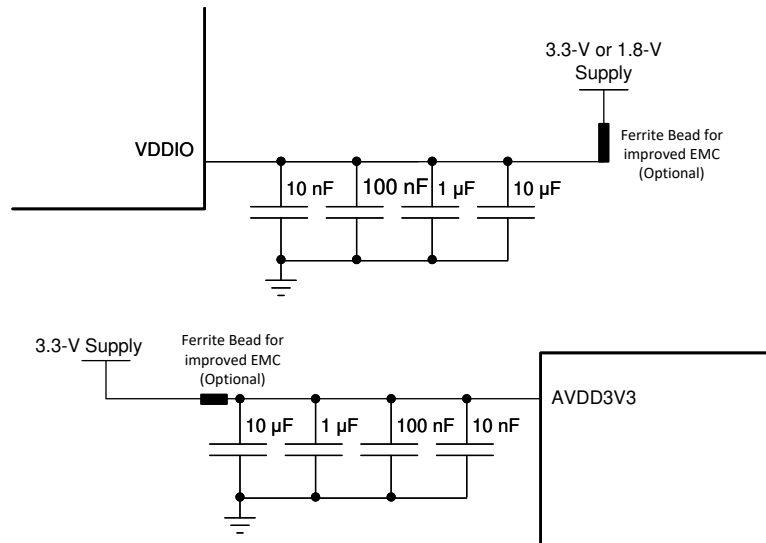 3.3-V or 1.8-V
Supply
Ferrite Bead for
improved EMC
(Optional)
VDDIO
10 nF
100 nF
1 µF
10 µF
3.3-V Supply
Ferrite Bead for
improved EMC
(Optional)
AVDD3V3
10 µF
1 µF
100 nF
10 nF